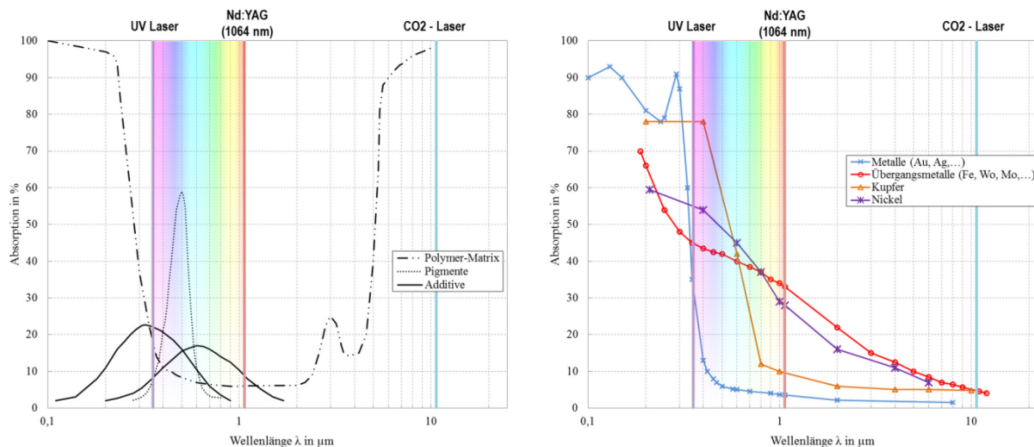 UV Laser
Nd:YAG
(1064 nm)
CO2 - Laser
Absorption in %
100
90
80
70
60
50
40
30
20
10
0
0,1
1
10
Wellenlänge λ in µm
Polymer-Matrix
Pigmente
Additive
UV Laser
Nd:YAG
(1064 nm)
CO2 - Laser
Absorption in %
100
90
80
70
60
50
40
30
20
10
0
0,1
1
10
Wellenlänge λ in µm
Metalle (Au, Ag,...)
Übergangsmetalle (Fe, Wo, Mo,...)
Kupfer
Nickel